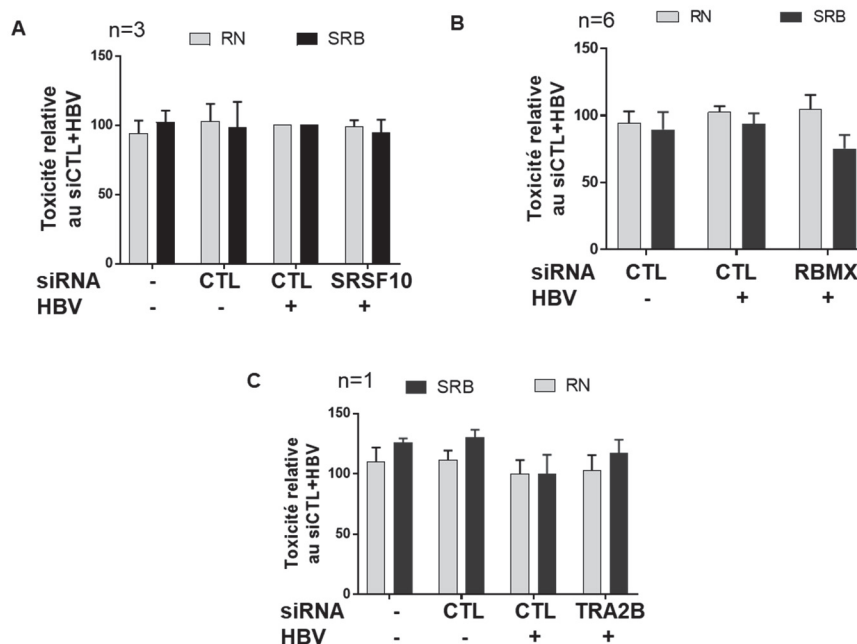 A
n=3
RN
SRB
Toxicité relative
au siCTL+HBV
150
100
50
0
siRNA - CTL CTL SRSF10
HBV - - + +
B
n=6
RN
SRB
Toxicité relative
au siCTL+HBV
150
100
50
0
siRNA CTL CTL RBMX
HBV - + +
C
n=1
SRB
RN
Toxicité relative
au siCTL+HBV
150
100
50
0
siRNA - CTL CTL TRA2B
HBV - - + +